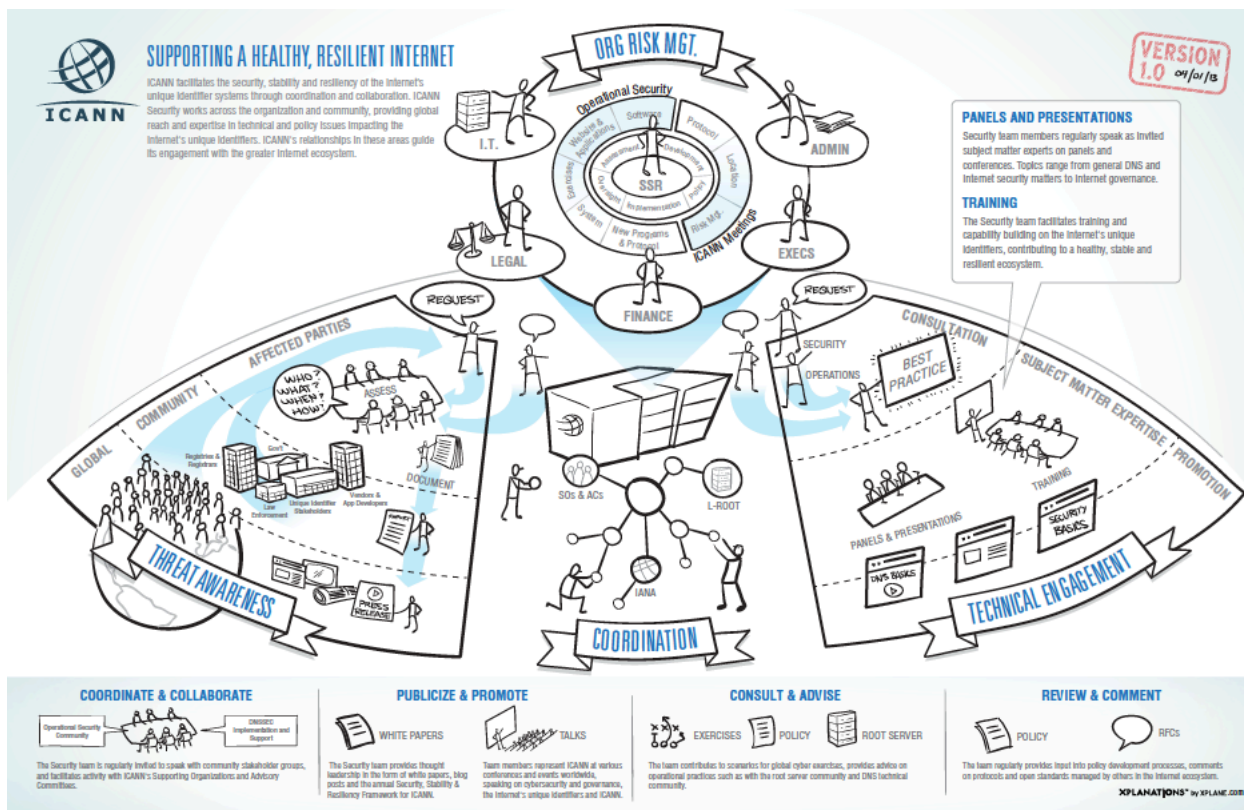 ICANN
SUPPORTING A HEALTHY, RESILIENT INTERNET
ICANN facilitates the security, stability and resiliency of the Internet's
unique identifier systems through coordination and collaboration. ICANN
Security works across the organization and community, providing global
reach and expertise in technical and policy issues impacting the
Internet's unique identifiers. ICANN's relationships in these areas guide
its engagement with the greater Internet ecosystem.
ORG RISK MGT.
VERSION
1.0 04/01/13
I.T.
ADMIN
LEGAL
EXECS
FINANCE
Operational Security
Website &
Applications
Software
Protocol
Location
Risk Mgt.
ICANN Meetings
New Programs
& Protocol
System
Exercises
Assessment
Development
Policy
Implementation
Oversight
SSR
PANELS AND PRESENTATIONS
Security team members regularly speak as invited
subject matter experts on panels and
conferences. Topics range from general DNS and
Internet security matters to Internet governance.
TRAINING
The Security team facilitates training and
capability building on the Internet's unique
identifiers, contributing to a healthy, stable and
resilient ecosystem.
GLOBAL
COMMUNITY
AFFECTED PARTIES
REQUEST
WHO?
WHAT?
WHEN?
HOW?
ASSESS
Registries &
Registrars
Gov't
Law
Enforcement
Unique Identifier
Stakeholders
Vendors &
App Developers
DOCUMENT
REPORT
PRESS
RELEASE
THREAT AWARENESS
SOs & ACs
L-ROOT
IANA
COORDINATION
REQUEST
SECURITY
OPERATIONS
CONSULTATION
BEST
PRACTICE
SUBJECT MATTER EXPERTISE
PROMOTION
TRAINING
PANELS & PRESENTATIONS
DNS BASICS
SECURITY
BASICS
TECHNICAL ENGAGEMENT
COORDINATE & COLLABORATE
Operational Security
Community
DNSSEC
Implementation and
Support
The Security team is regularly invited to speak with community stakeholder groups,
and facilitates activity with ICANN's Supporting Organizations and Advisory
Committees.
PUBLICIZE & PROMOTE
WHITE PAPERS
The Security team provides thought
leadership in the form of white papers, blog
posts and the annual Security, Stability &
Resiliency Framework for ICANN.
TALKS
Team members represent ICANN at various
conferences and events worldwide,
speaking on cybersecurity and governance,
the Internet's unique identifiers and ICANN.
CONSULT & ADVISE
EXERCISES
POLICY
ROOT SERVER
The team contributes to scenarios for global cyber exercises, provides advice on
operational practices such as with the root server community and DNS technical
community.
REVIEW & COMMENT
POLICY
RFCs
The team regularly provides input into policy development processes, comments
on protocols and open standards managed by others in the Internet ecosystem.
XPLANATIONS™ by XPLANE.com